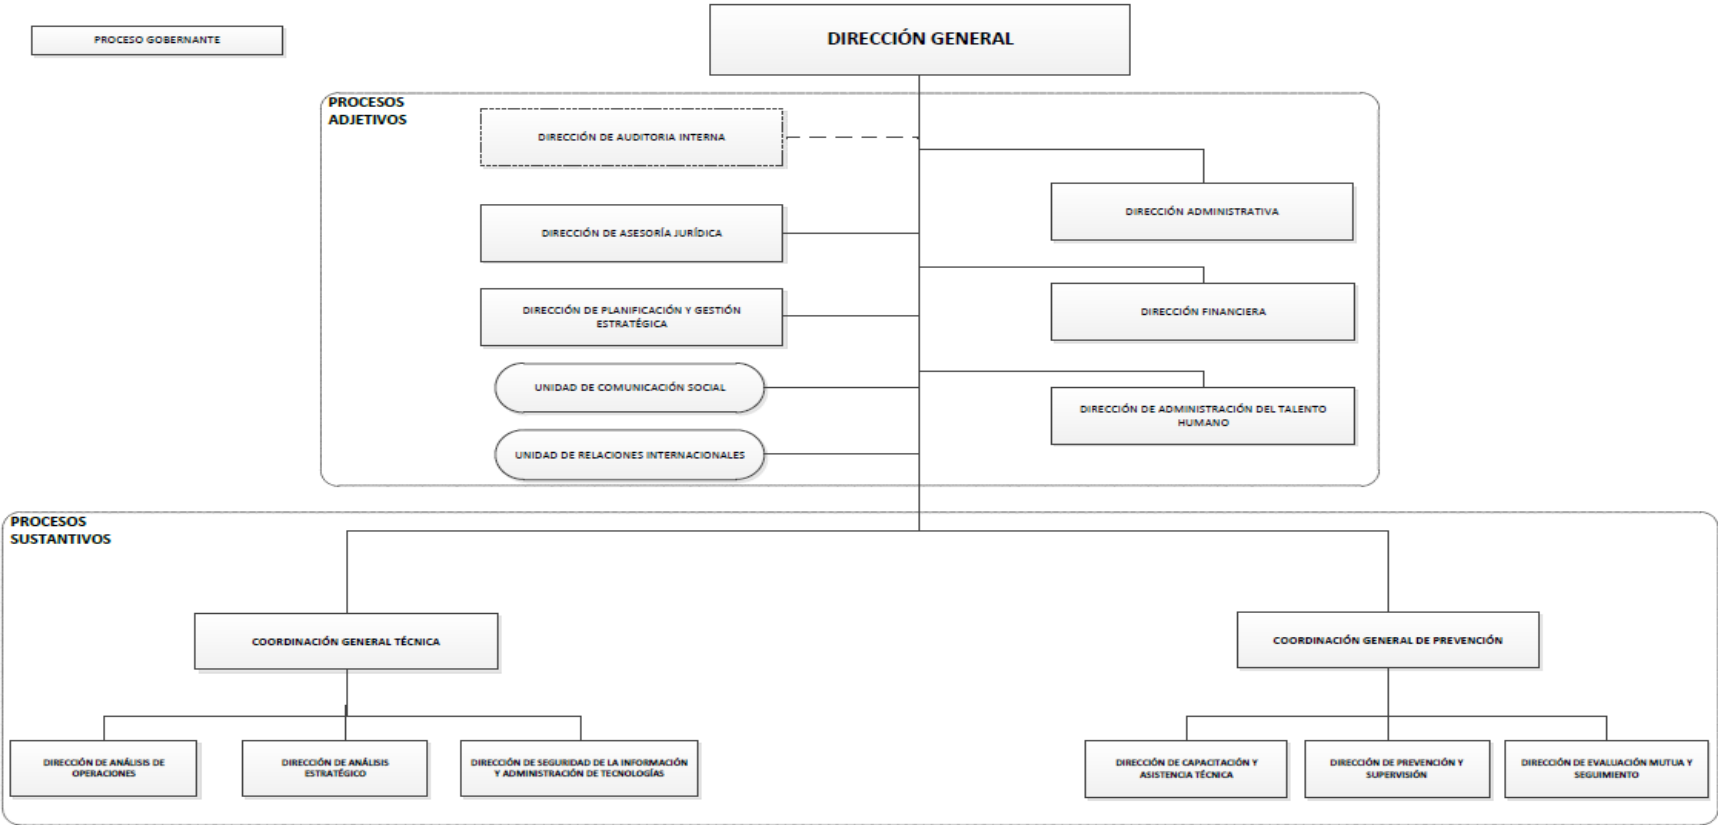 PROCESO GOBERNANTE
DIRECCIÓN GENERAL
PROCESOS
ADJETIVOS
DIRECCIÓN DE AUDITORIA INTERNA
DIRECCIÓN ADMINISTRATIVA
DIRECCIÓN DE ASESORÍA JURÍDICA
DIRECCIÓN DE PLANIFICACIÓN Y GESTIÓN
ESTRATÉGICA
DIRECCIÓN FINANCIERA
UNIDAD DE COMUNICACIÓN SOCIAL
DIRECCIÓN DE ADMINISTRACIÓN DEL TALENTO
HUMANO
UNIDAD DE RELACIONES INTERNACIONALES
PROCESOS
SUSTANTIVOS
COORDINACIÓN GENERAL TÉCNICA
COORDINACIÓN GENERAL DE PREVENCIÓN
DIRECCIÓN DE ANÁLISIS DE
OPERACIONES
DIRECCIÓN DE ANÁLISIS
ESTRATÉGICO
DIRECCIÓN DE SEGURIDAD DE LA INFORMACIÓN
Y ADMINISTRACIÓN DE TECNOLOGÍAS
DIRECCIÓN DE CAPACITACIÓN Y
ASISTENCIA TÉCNICA
DIRECCIÓN DE PREVENCIÓN Y
SUPERVISIÓN
DIRECCIÓN DE EVALUACIÓN MUTUA Y
SEGUIMIENTO